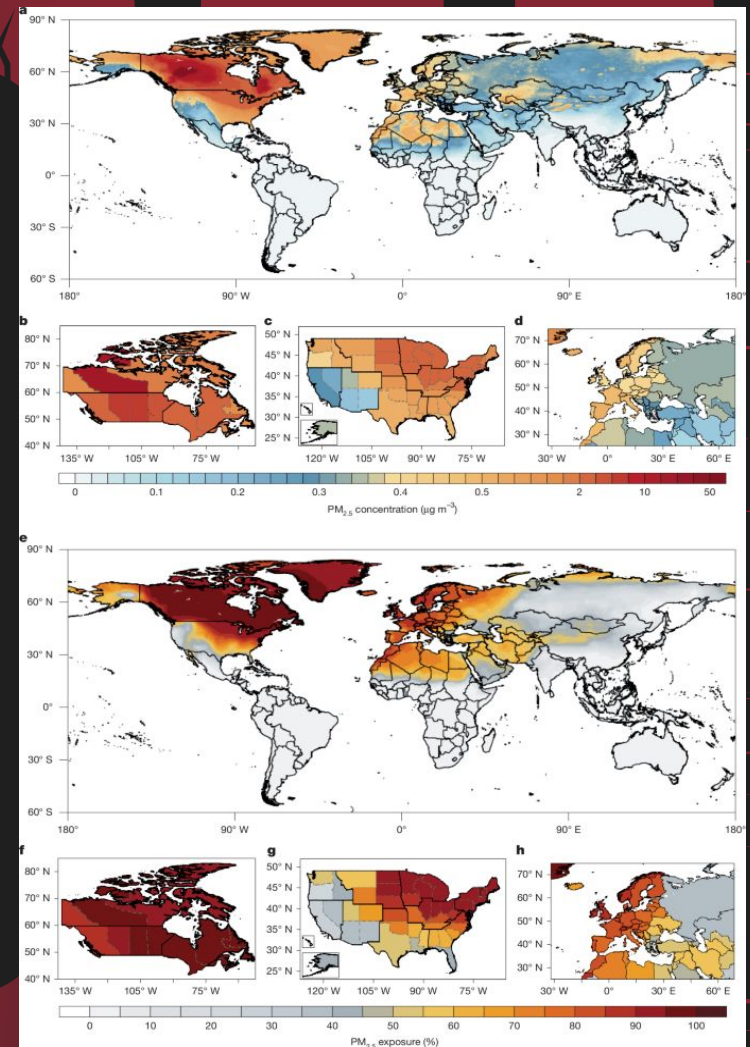 a
90° N
60° N
30° N
0°
30° S
60° S
180° 90° W 0° 90° E 180°
b c d
80° N
70° N
60° N
50° N
40° N
135° W 105° W 75° W
50° N
45° N
40° N
35° N
30° N
25° N
120° W 105° W 90° W 75° W
70° N
60° N
50° N
40° N
30° N
30° W 0° 30° E 60° E
0 0.1 0.2 0.3 0.4 0.5 2 10 50
PM2.5 concentration (μg m−3)
e
90° N
60° N
30° N
0°
30° S
60° S
180° 90° W 0° 90° E 180°
f g h
80° N
70° N
60° N
50° N
40° N
135° W 105° W 75° W
50° N
45° N
40° N
35° N
30° N
25° N
120° W 105° W 90° W 75° W
70° N
60° N
50° N
40° N
30° N
30° W 0° 30° E 60° E
0 10 20 30 40 50 60 70 80 90 100
PM2.5 exposure (%)